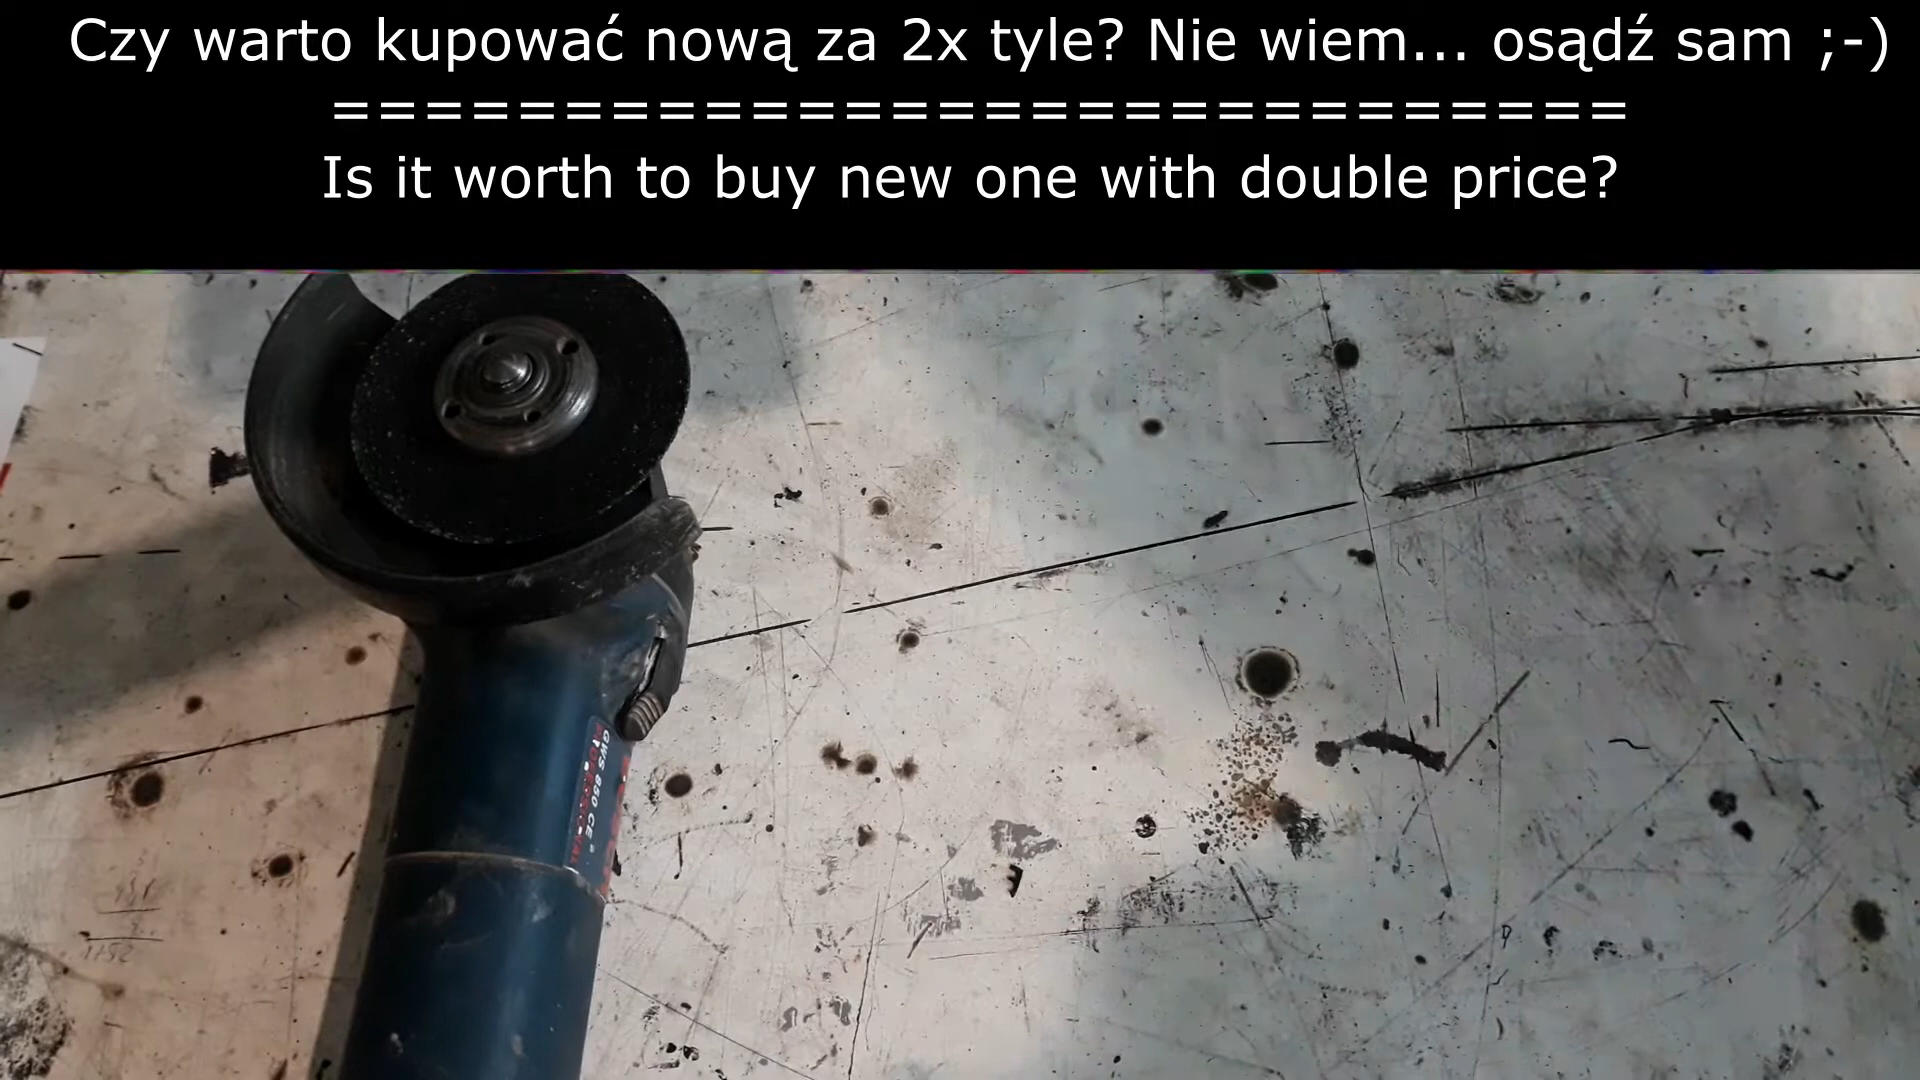 Czy warto kupować nową za 2x tyle? Nie wiem... osądź sam ;-)
============================
Is it worth to buy new one with double price?
GWS 850 CE
PROFESSIONAL